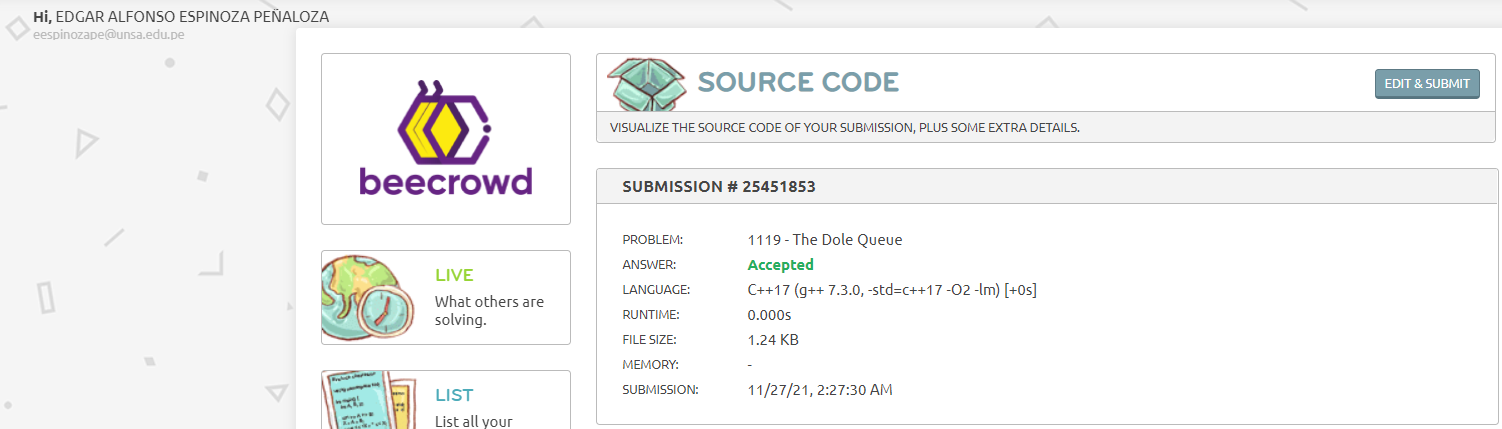 Hi, EDGAR ALFONSO ESPINOZA PEÑALOZA
eespinozape@unsa.edu.pe
beecrowd
LIVE
What others are
solving.
LIST
List all your
SOURCE CODE
EDIT & SUBMIT
VISUALIZE THE SOURCE CODE OF YOUR SUBMISSION, PLUS SOME EXTRA DETAILS.
SUBMISSION # 25451853
PROBLEM: 1119 - The Dole Queue
ANSWER: Accepted
LANGUAGE: C++17 (g++ 7.3.0, -std=c++17 -O2 -lm) [+0s]
RUNTIME: 0.000s
FILE SIZE: 1.24 KB
MEMORY: -
SUBMISSION: 11/27/21, 2:27:30 AM